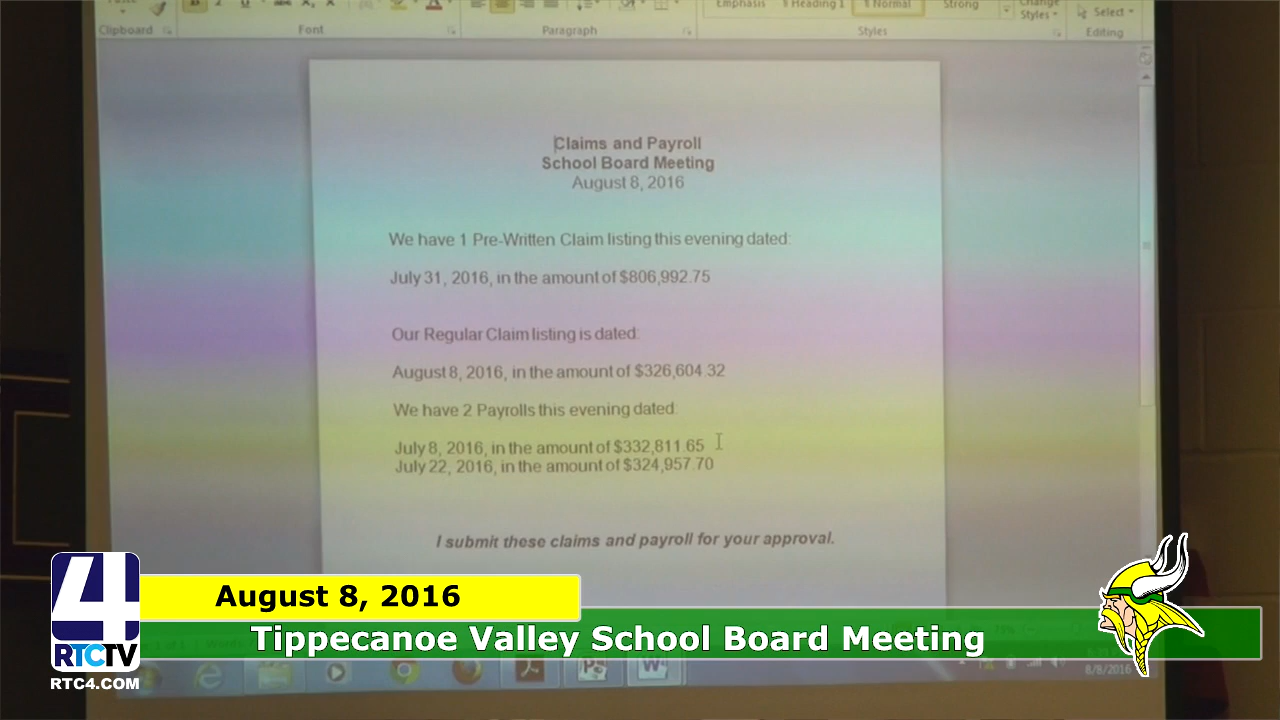 Emphasis
¶ Heading 1
¶ Normal
Strong
Change
Styles
Select
Clipboard
Font
Paragraph
Styles
Editing
Claims and Payroll
School Board Meeting
August 8, 2016
We have 1 Pre-Written Claim listing this evening dated:
July 31, 2016, in the amount of $806,992.75
Our Regular Claim listing is dated:
August 8, 2016, in the amount of $326,604.32
We have 2 Payrolls this evening dated:
July 8, 2016, in the amount of $332,811.65
July 22, 2016, in the amount of $324,957.70
I submit these claims and payroll for your approval.
4
RTCTV
RTC4.COM
August 8, 2016
Tippecanoe Valley School Board Meeting
8/8/2016